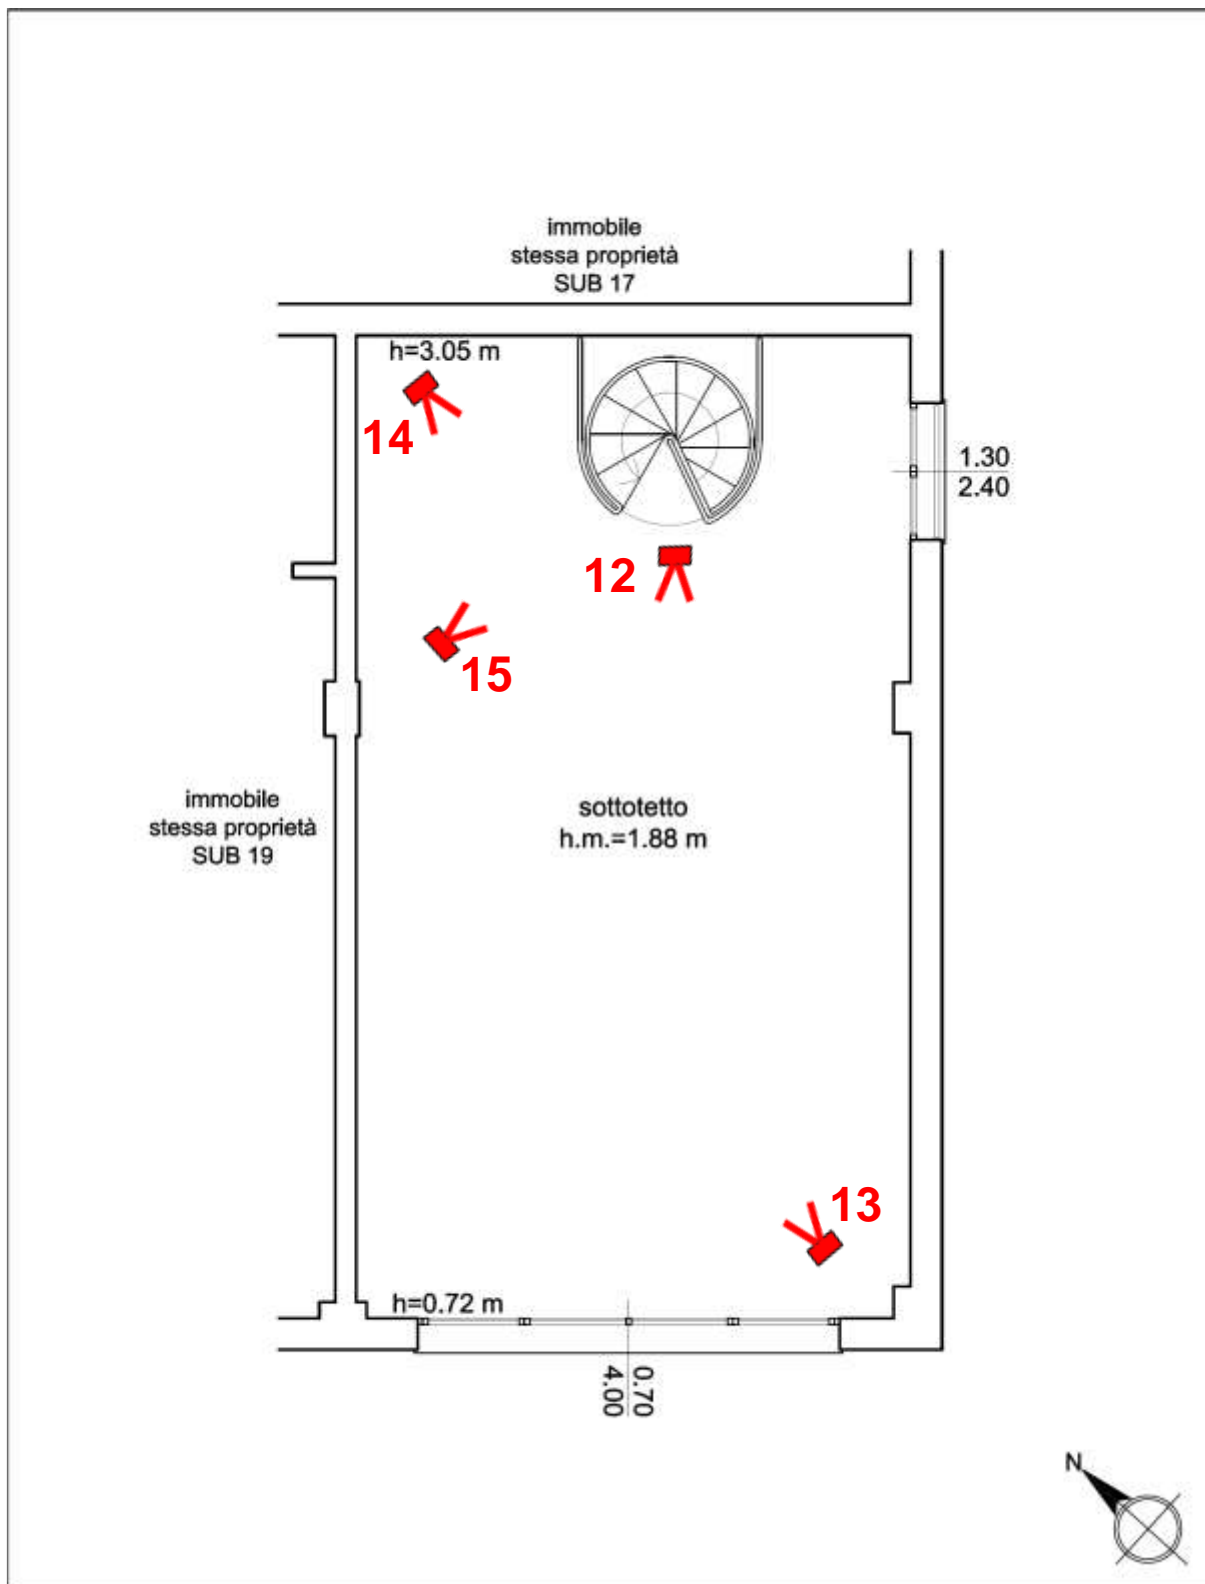 immobile
stessa proprietà
SUB 17
h=3.05 m
14
1.30
2.40
12
15
immobile
stessa proprietà
SUB 19
sottotetto
h.m.=1.88 m
13
h=0.72 m
0.70
4.00
N